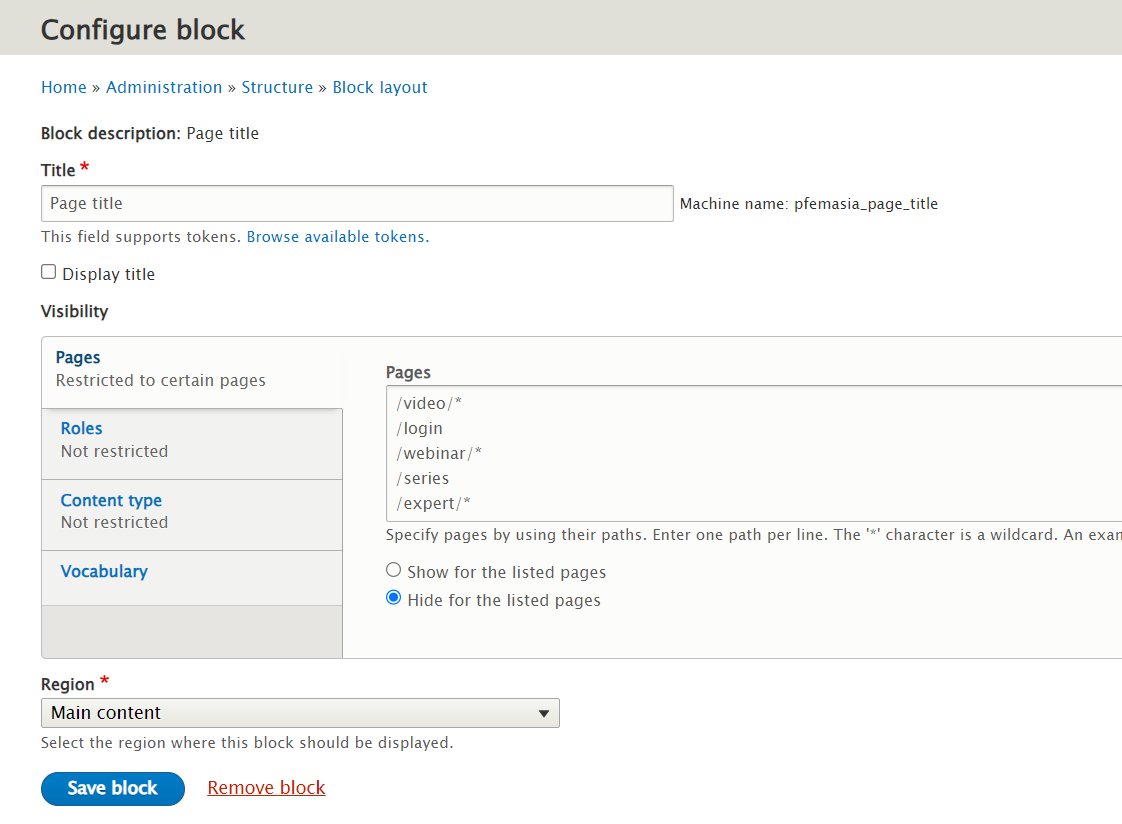 Configure block
Home » Administration » Structure » Block layout
Block description: Page title
Title *
Page title
Machine name: pfemasia_page_title
This field supports tokens. Browse available tokens.
Display title
Visibility
Pages
Restricted to certain pages
Roles
Not restricted
Content type
Not restricted
Vocabulary
Pages
/video/*
/login
/webinar/*
/series
/expert/*
Specify pages by using their paths. Enter one path per line. The '*' character is a wildcard. An exam
Show for the listed pages
Hide for the listed pages
Region *
Main content
Select the region where this block should be displayed.
Save block
Remove block